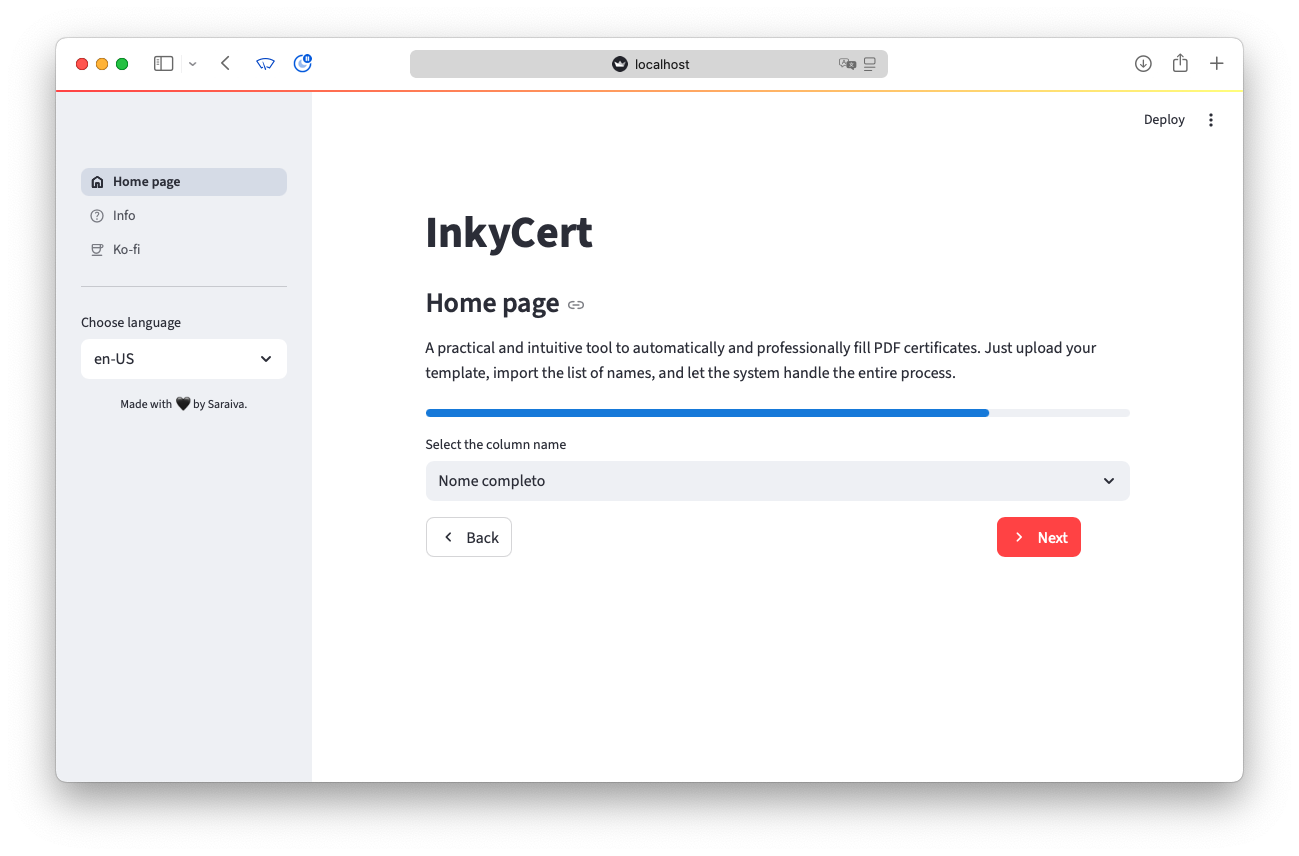 localhost
Deploy
Home page
Info
Ko-fi
Choose language
en-US
Made with 🖤 by Saraiva.
InkyCert
Home page
A practical and intuitive tool to automatically and professionally fill PDF certificates. Just upload your
template, import the list of names, and let the system handle the entire process.
Select the column name
Nome completo
Back
Next